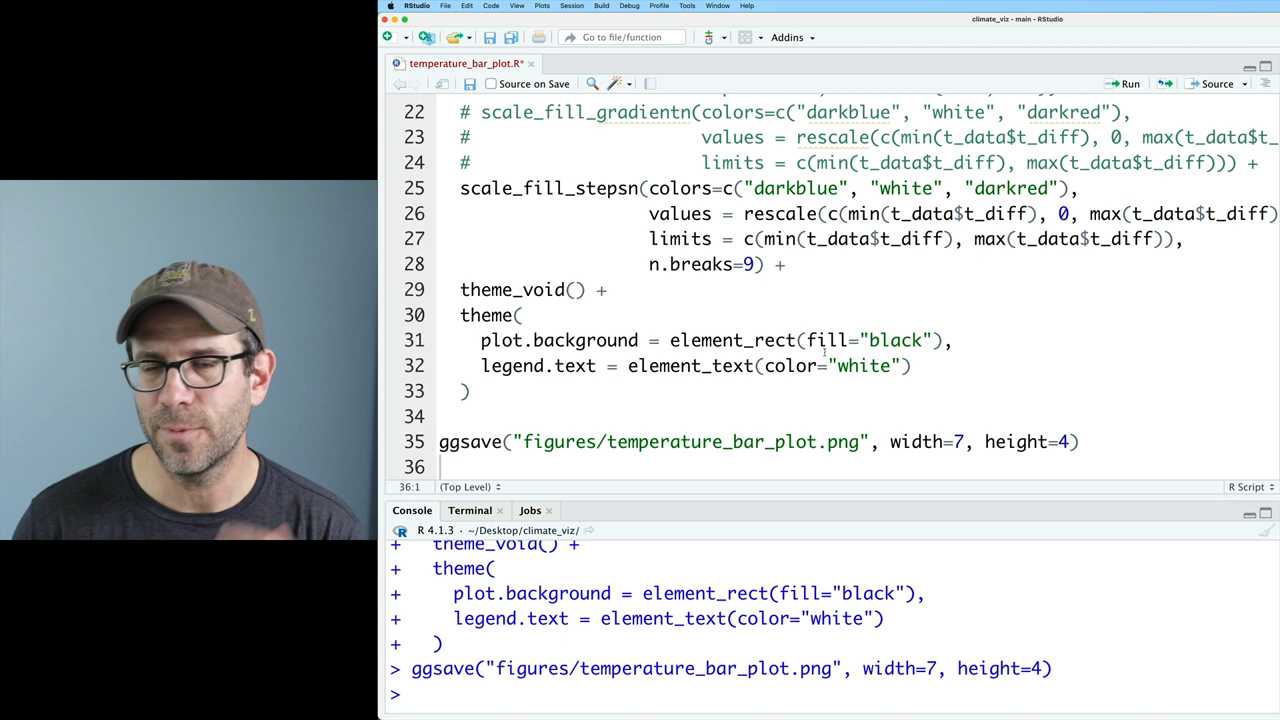 RStudio File Edit Code View Plots Session Build Debug Profile Tools Window Help
climate_viz - main - RStudio
Go to file/function Addins
temperature_bar_plot.R*
Source on Save Run Source
22 # scale_fill_gradientn(colors=c("darkblue", "white", "darkred"),
23 # values = rescale(c(min(t_data$t_diff), 0, max(t_data$t_
24 # limits = c(min(t_data$t_diff), max(t_data$t_diff))) +
25 scale_fill_stepsn(colors=c("darkblue", "white", "darkred"),
26 values = rescale(c(min(t_data$t_diff), 0, max(t_data$t_diff)
27 limits = c(min(t_data$t_diff), max(t_data$t_diff)),
28 n.breaks=9) +
29 theme_void() +
30 theme(
31 plot.background = element_rect(fill="black"),
32 legend.text = element_text(color="white")
33 )
34
35 ggsave("figures/temperature_bar_plot.png", width=7, height=4)
36
36:1 (Top Level) R Script
Console Terminal Jobs
R 4.1.3 · ~/Desktop/climate_viz/
+ theme_void() +
+ theme(
+ plot.background = element_rect(fill="black"),
+ legend.text = element_text(color="white")
+ )
> ggsave("figures/temperature_bar_plot.png", width=7, height=4)
>